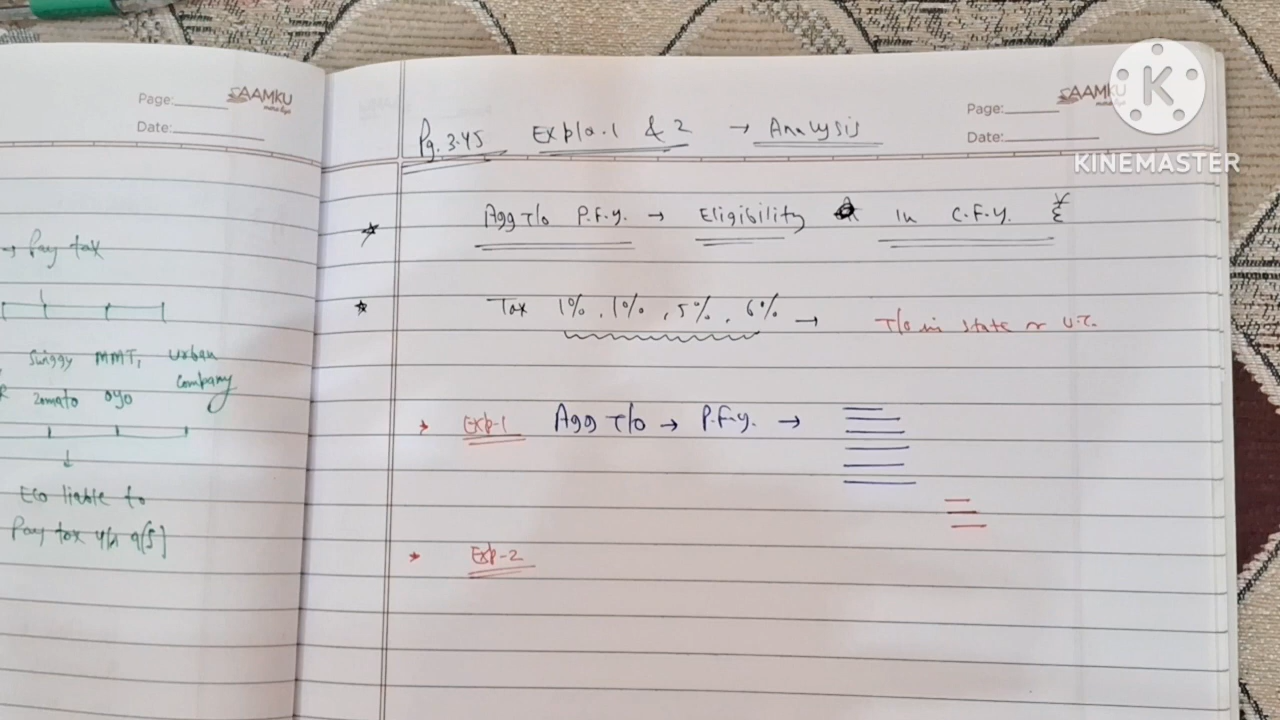 Page:
SAAMKU
Date:
→ Pay tax
Swiggy MMT, Urban
Company
Zomato OYO
Eco liable to
Pay tax u/s 9(5)
Page:
SAAMKU
Date:
KINEMASTER
Pg. 3.45 Expla. 1 & 2 → Analysis
* Agg T/o P.F.Y. → Eligibility In C.F.Y.
* Tax 1%, 1%, 5%, 6% → T/o in state or U.T.
* Exp-1 Agg T/o → P.F.Y. →
* Exp-2